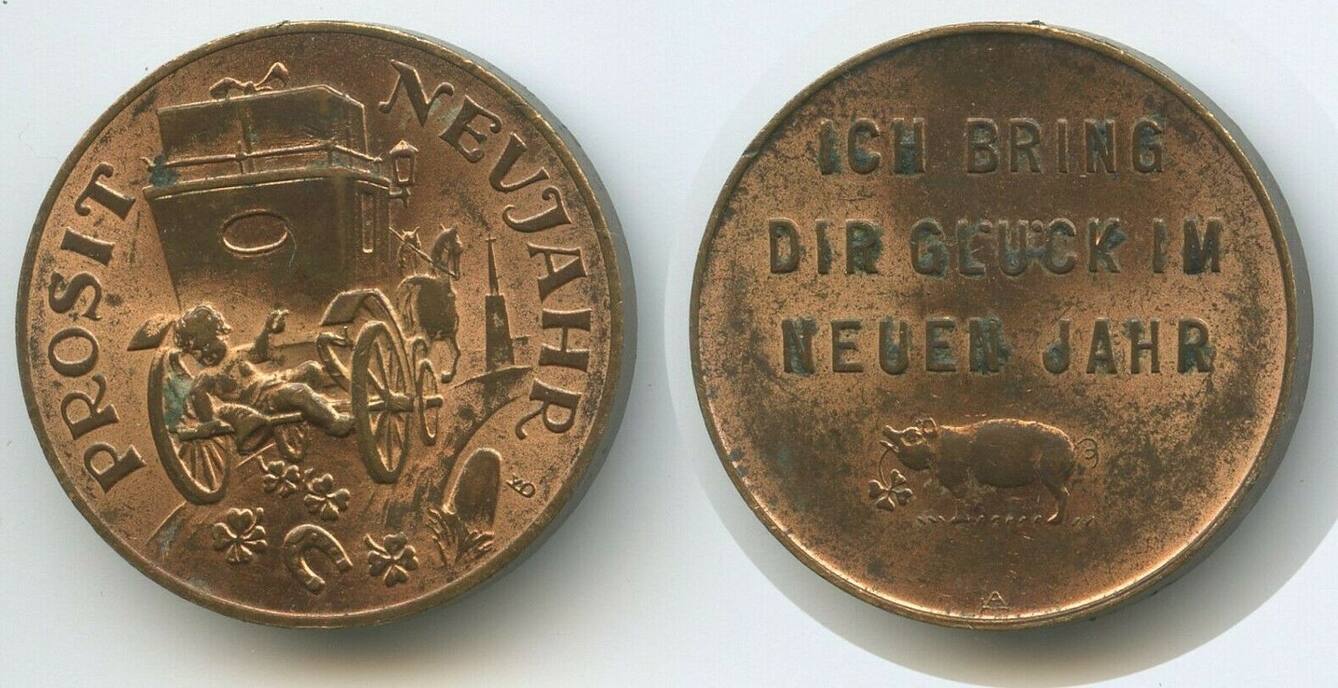 PROSIT NEUJAHR
ICH BRING
DIR GLÜCK IM
NEUEN JAHR